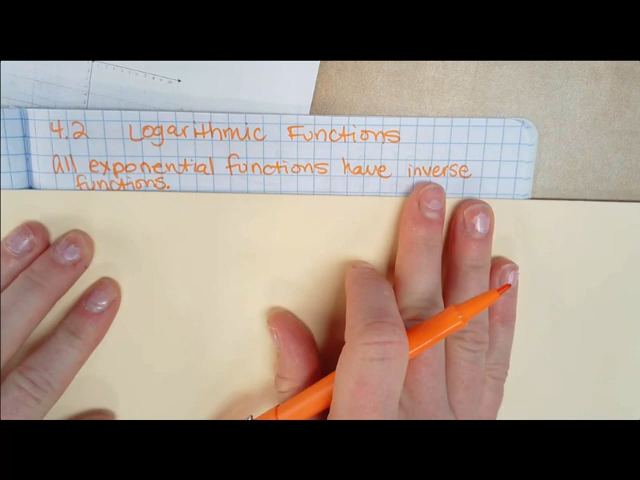 4.2 Logarithmic Functions
All exponential functions have inverse
functions.